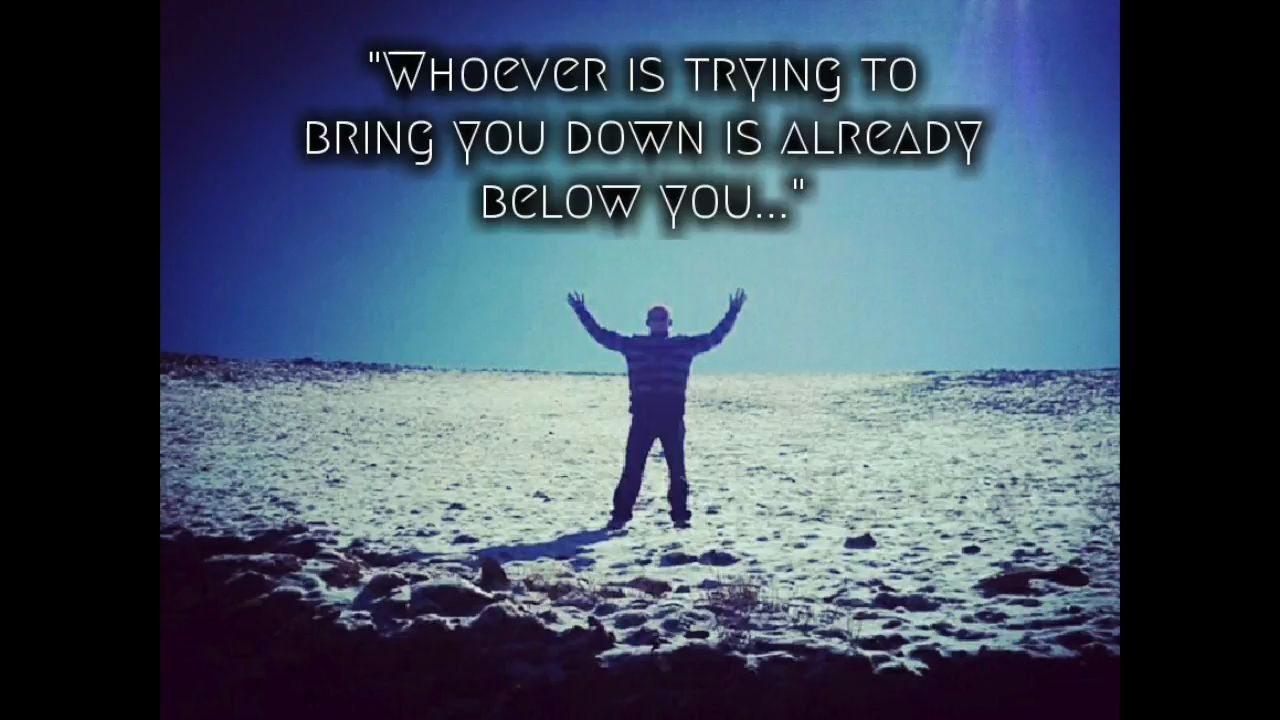 "Whoever is trying to
bring you down is already
below you..."